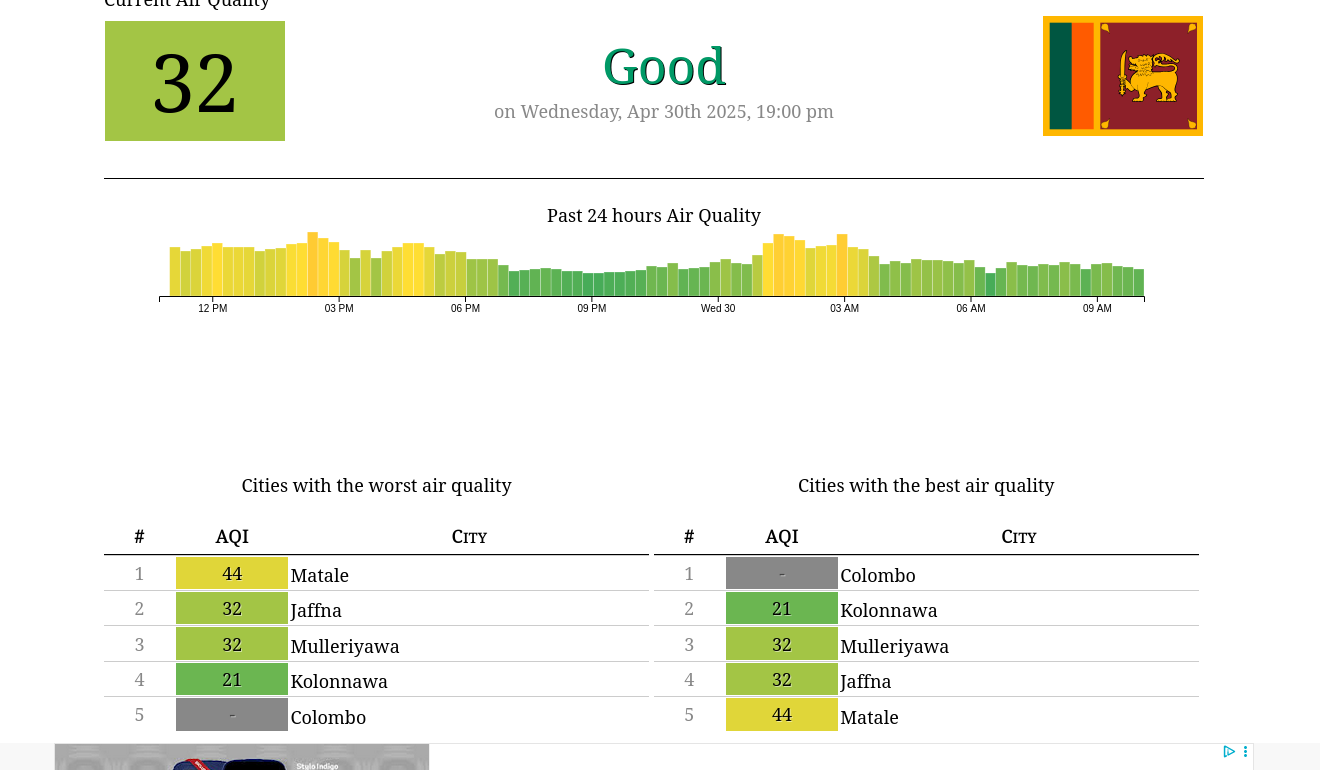 Current Air Quality
32
Good
on Wednesday, Apr 30th 2025, 19:00 pm
Past 24 hours Air Quality
12 PM 03 PM 06 PM 09 PM Wed 30 03 AM 06 AM 09 AM
Cities with the worst air quality
# AQI City
1 44 Matale
2 32 Jaffna
3 32 Mulleriyawa
4 21 Kolonnawa
5 - Colombo
Cities with the best air quality
# AQI City
1 - Colombo
2 21 Kolonnawa
3 32 Mulleriyawa
4 32 Jaffna
5 44 Matale
Stylo Indigo